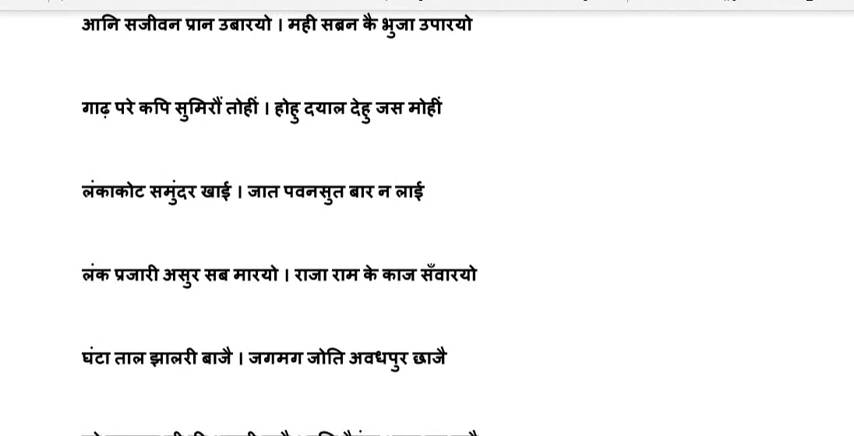 आनि सजीवन प्रान उबारयो । मही सब्रन कै भुजा उपारयो
गाढ़ परे कपि सुमिरौं तोहीं । होहु दयाल देहु जस मोहीं
लंकाकोट समुंदर खाई । जात पवनसुत बार न लाई
लंक प्रजारी असुर सब मारयो । राजा राम के काज सँवारयो
घंटा ताल झालरी बाजै । जगमग जोति अवधपुर छाजै